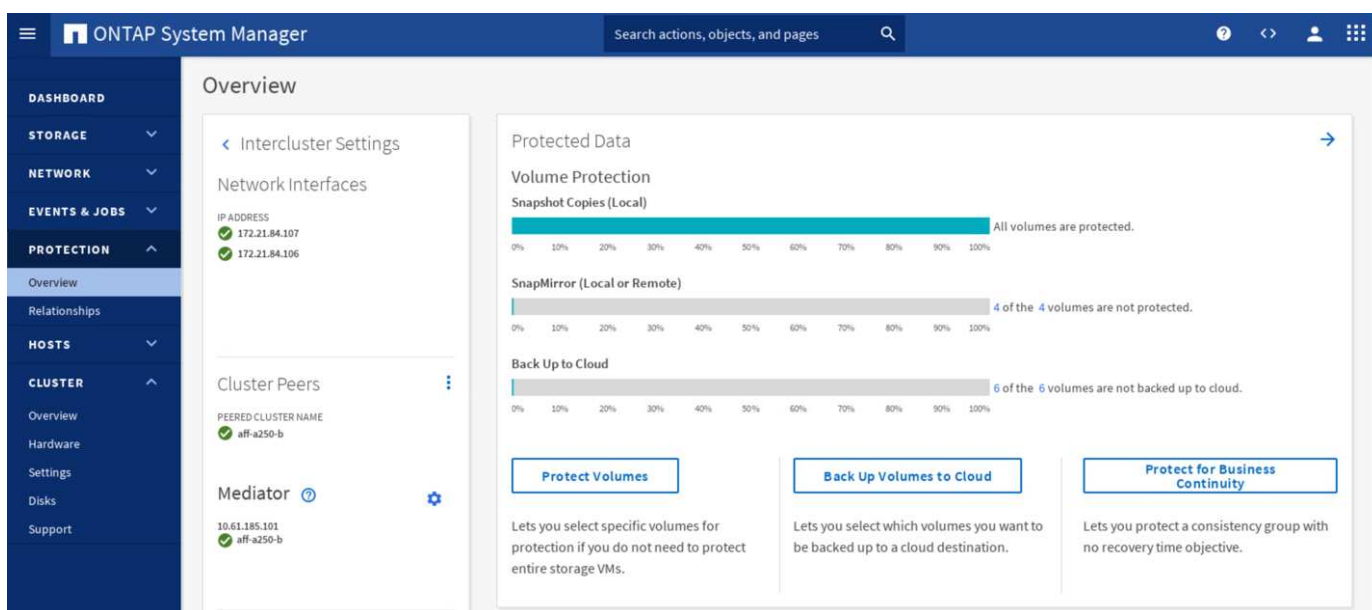 ONTAP System Manager
Search actions, objects, and pages
DASHBOARD
STORAGE
NETWORK
EVENTS & JOBS
PROTECTION
Overview
Relationships
HOSTS
CLUSTER
Overview
Hardware
Settings
Disks
Support
Overview
Intercluster Settings
Network Interfaces
IP ADDRESS
172.21.84.107
172.21.84.106
Cluster Peers
PEERED CLUSTER NAME
aff-a250-b
Mediator
10.61.185.101
aff-a250-b
Protected Data
Volume Protection
Snapshot Copies (Local)
All volumes are protected.
0% 10% 20% 30% 40% 50% 60% 70% 80% 90% 100%
SnapMirror (Local or Remote)
4 of the 4 volumes are not protected.
0% 10% 20% 30% 40% 50% 60% 70% 80% 90% 100%
Back Up to Cloud
6 of the 6 volumes are not backed up to cloud.
0% 10% 20% 30% 40% 50% 60% 70% 80% 90% 100%
Protect Volumes
Lets you select specific volumes for
protection if you do not need to protect
entire storage VMs.
Back Up Volumes to Cloud
Lets you select which volumes you want to
be backed up to a cloud destination.
Protect for Business
Continuity
Lets you protect a consistency group with
no recovery time objective.